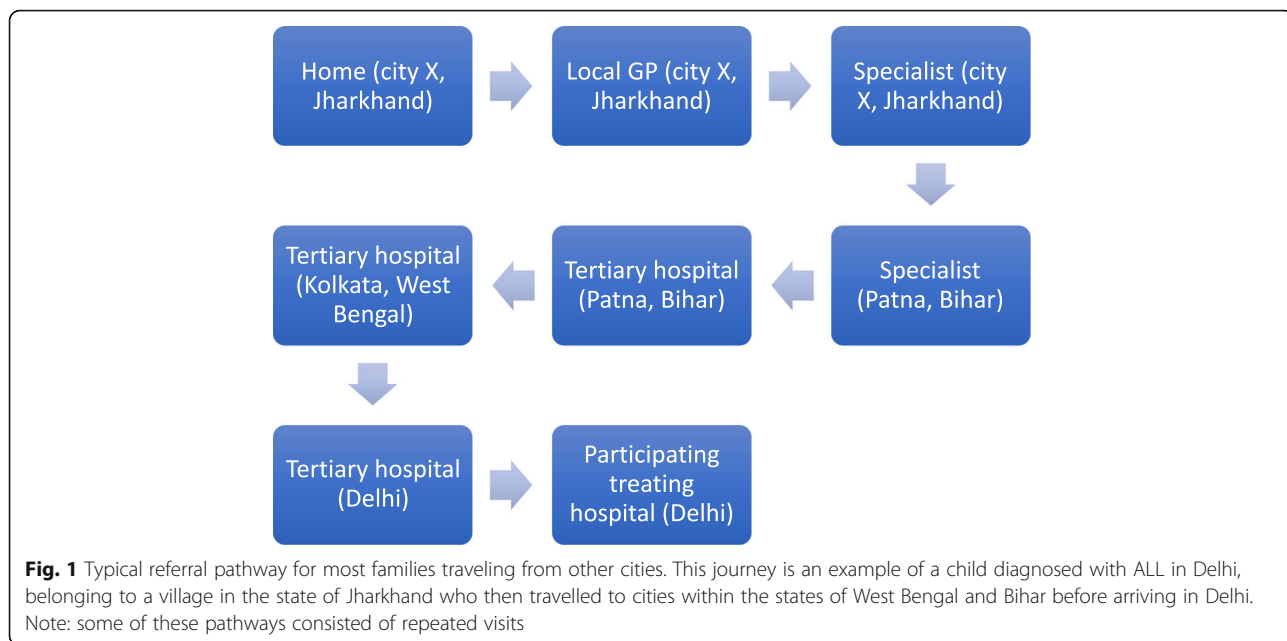 Home (city X,
Jharkhand)
Local GP (city X,
Jharkhand)
Specialist (city
X, Jharkhand)
Specialist
(Patna, Bihar)
Tertiary hospital
(Patna, Bihar)
Tertiary hospital
(Kolkata, West
Bengal)
Tertiary hospital
(Delhi)
Participating
treating
hospital (Delhi)
Fig. 1 Typical referral pathway for most families traveling from other cities. This journey is an example of a child diagnosed with ALL in Delhi,
belonging to a village in the state of Jharkhand who then travelled to cities within the states of West Bengal and Bihar before arriving in Delhi.
Note: some of these pathways consisted of repeated visits